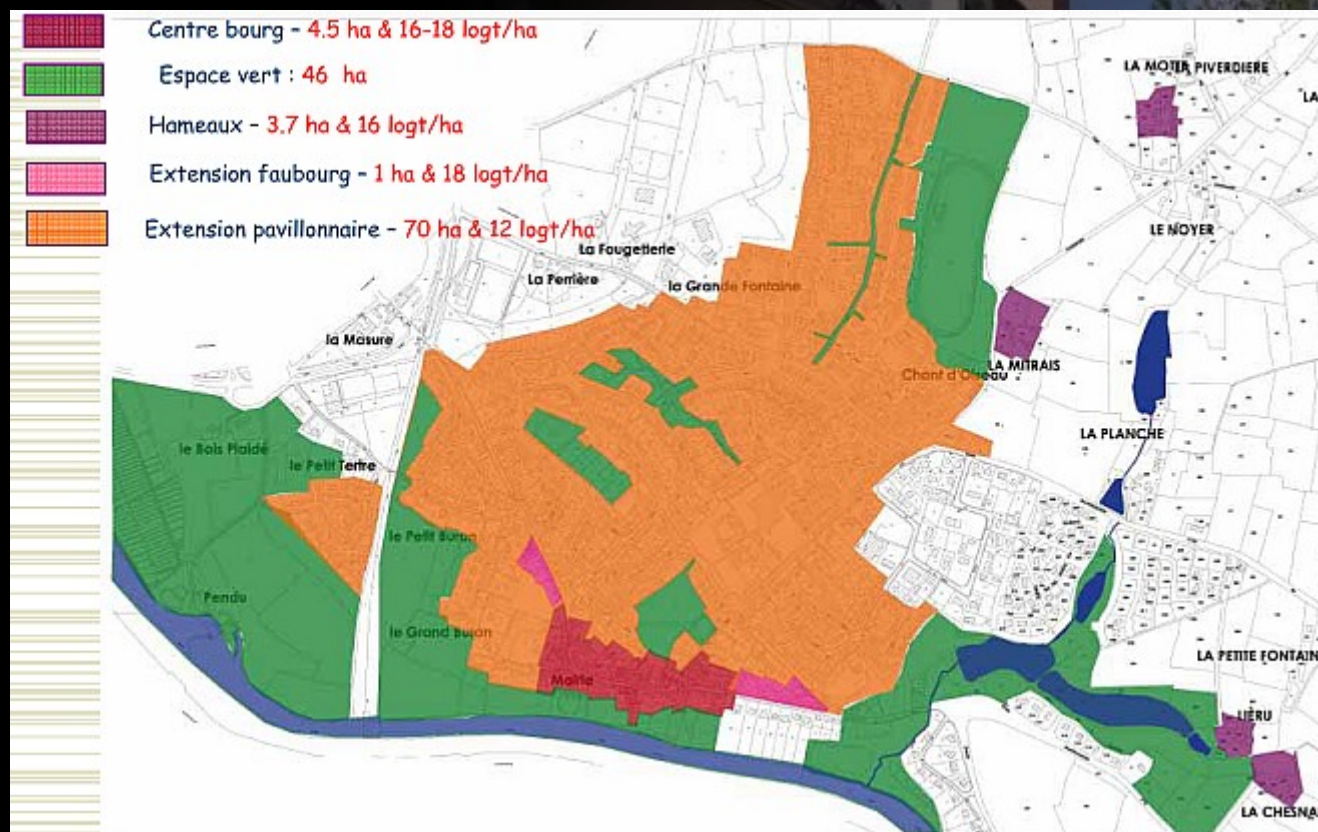 Centre bourg - 4.5 ha & 16-18 logt/ha
Espace vert : 46 ha
Hameaux - 3.7 ha & 16 logt/ha
Extension faubourg - 1 ha & 18 logt/ha
Extension pavillonnaire - 70 ha & 12 logt/ha
LA PIVERDIERE
LE NOYER
La Fougetterie
La Perrière
la Grande Fontaine
la Masure
LA MITRAIS
Chant d'Oiseau
LA PLANCHE
le Bois Plaidé
le Petit Tertre
le Petit Buron
Pendu
le Grand Buron
Mairie
LA PETITE FONTAIN
LIÉRU
LA CHESNA